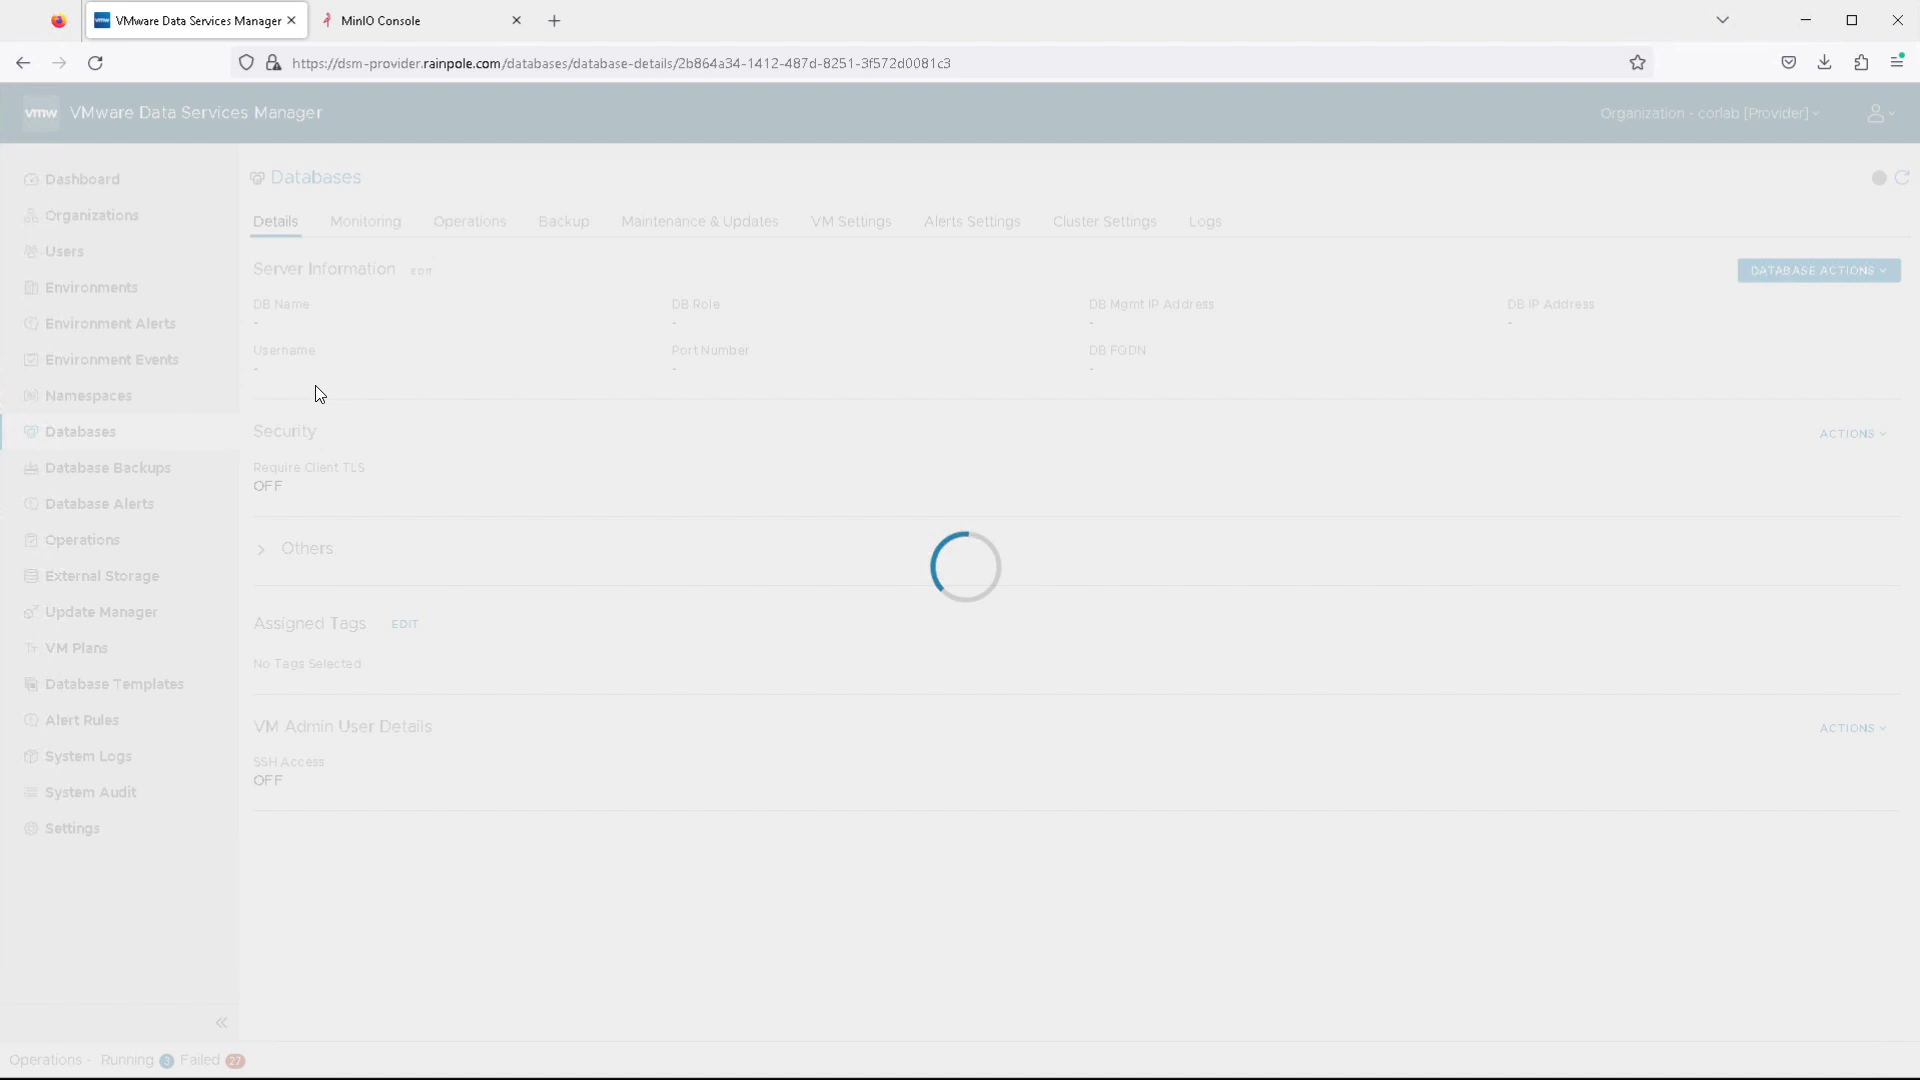 VMware Data Services Manager
MinIO Console
https://dsm-provider.rainpole.com/databases/database-details/2b864a34-1412-487d-8251-3f572d0081c3
vmw VMware Data Services Manager
Organization - corlab [Provider]
Dashboard
Organizations
Users
Environments
Environment Alerts
Environment Events
Namespaces
Databases
Database Backups
Database Alerts
Operations
External Storage
Update Manager
VM Plans
Database Templates
Alert Rules
System Logs
System Audit
Settings
Databases
Details Monitoring Operations Backup Maintenance & Updates VM Settings Alerts Settings Cluster Settings Logs
Server Information EDIT
DATABASE ACTIONS
DB Name DB Role DB Mgmt IP Address DB IP Address
- - - -
Username Port Number DB FQDN
- - -
Security
ACTIONS
Require Client TLS
OFF
Others
Assigned Tags EDIT
No Tags Selected
VM Admin User Details
ACTIONS
SSH Access
OFF
Operations - Running 3 Failed 27